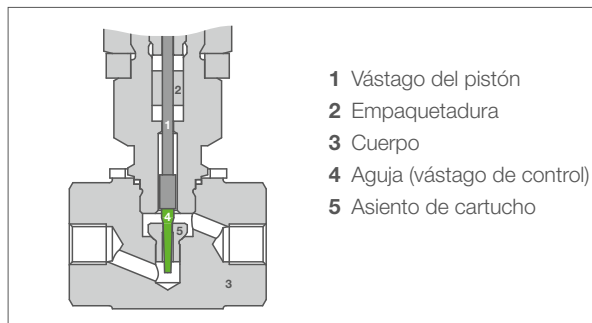 2
1
4
5
3
1 Vástago del pistón
2 Empaquetadura
3 Cuerpo
4 Aguja (vástago de control)
5 Asiento de cartucho